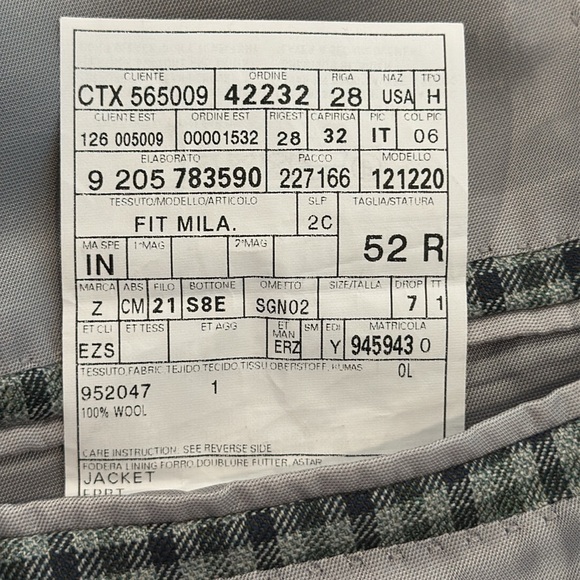 CLIENTE ORDINE RIGA NAZ TPO
CTX 565009 42232 28 USA H
CLIENTE EST ORDINE EST RIGEST CAPIRIGA PIC COL PIC
126 005009 00001532 28 32 IT 06
ELABORATO PACCO MODELLO
9 205 783590 227166 121220
TESSUTO/MODELLO/ARTICOLO SLP TAGLIA/STATURA
FIT MILA. 2C 52 R
MA SPE 1°MAG 2°MAG
IN
MARCA ABS FILO BOTTONE OMETTO SIZE/TALLA DROP TT
Z CM 21 S8E SGN02 7 1
ET CLI ET TESS ET AGG ET MAN SM EDI MATRICOLA
EZS ERZ Y 945943 0
TESSUTO FABRIC TEJIDO TECIDO TISSU OBERSTOFF, KUMAS 0L
952047 1
100% WOOL
CARE INSTRUCTION: SEE REVERSE SIDE
FODERA LINING FORRO DOUBLURE FUTTER, ASTAR
JACKET